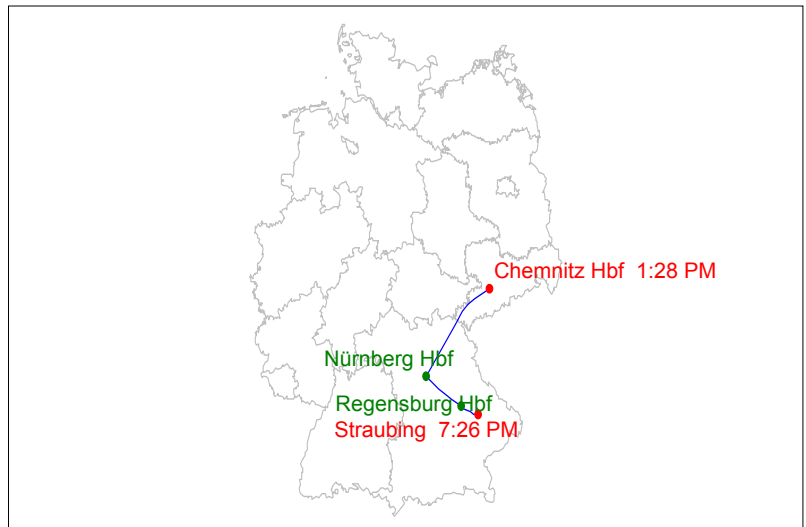 Chemnitz Hbf  1:28 PM
Nürnberg Hbf
Regensburg Hbf
Straubing  7:26 PM